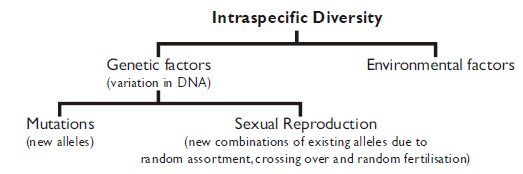 Intraspecific Diversity
Genetic factors
(variation in DNA)
Environmental factors
Mutations
(new alleles)
Sexual Reproduction
(new combinations of existing alleles due to
random assortment, crossing over and random fertilisation)